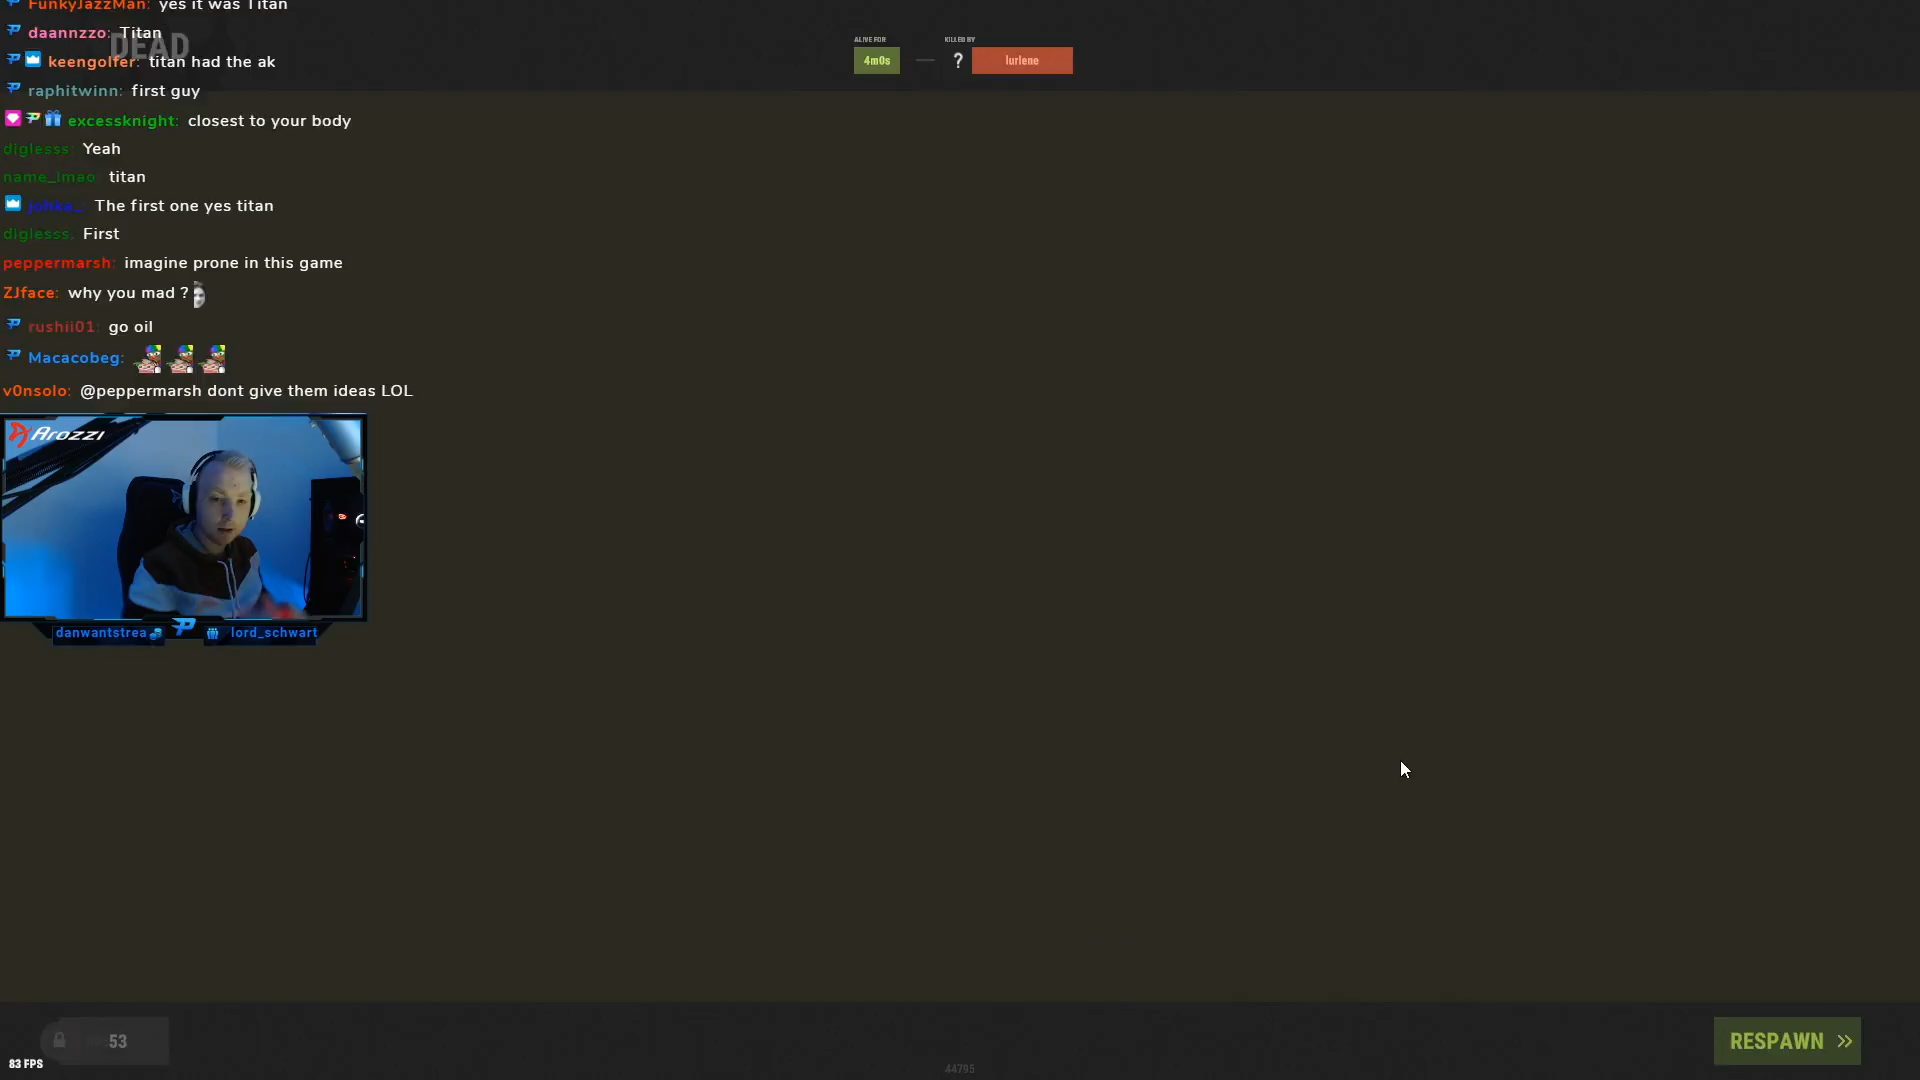 FunkyJazzMan: yes it was Titan
daannzzo: Titan
DEAD
keengolfer: titan had the ak
raphitwinn: first guy
excessknight: closest to your body
diglesss: Yeah
name_lmao: titan
johka_: The first one yes titan
diglesss: First
peppermarsh: imagine prone in this game
ZJface: why you mad ?
rushii01: go oil
Macacobeg:
v0nsolo: @peppermarsh dont give them ideas LOL
ALIVE FOR
4m0s
KILLED BY
?
lurlene
Arozzi
danwantstrea
lord_schwart
53
83 FPS
44795
RESPAWN >>